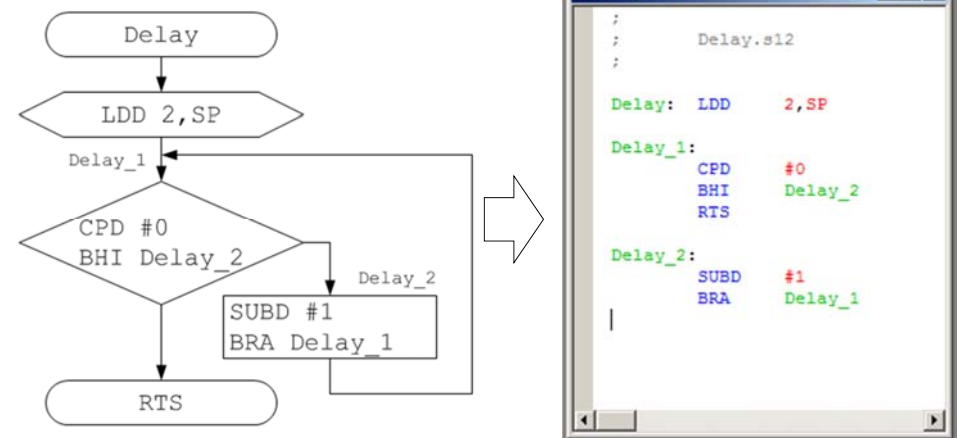 Delay
LDD 2,SP
Delay_1
CPD #0
BHI Delay_2
Delay_2
SUBD #1
BRA Delay_1
RTS
;
; Delay.s12
;
Delay: LDD 2,SP
Delay_1:
CPD #0
BHI Delay_2
RTS
Delay_2:
SUBD #1
BRA Delay_1